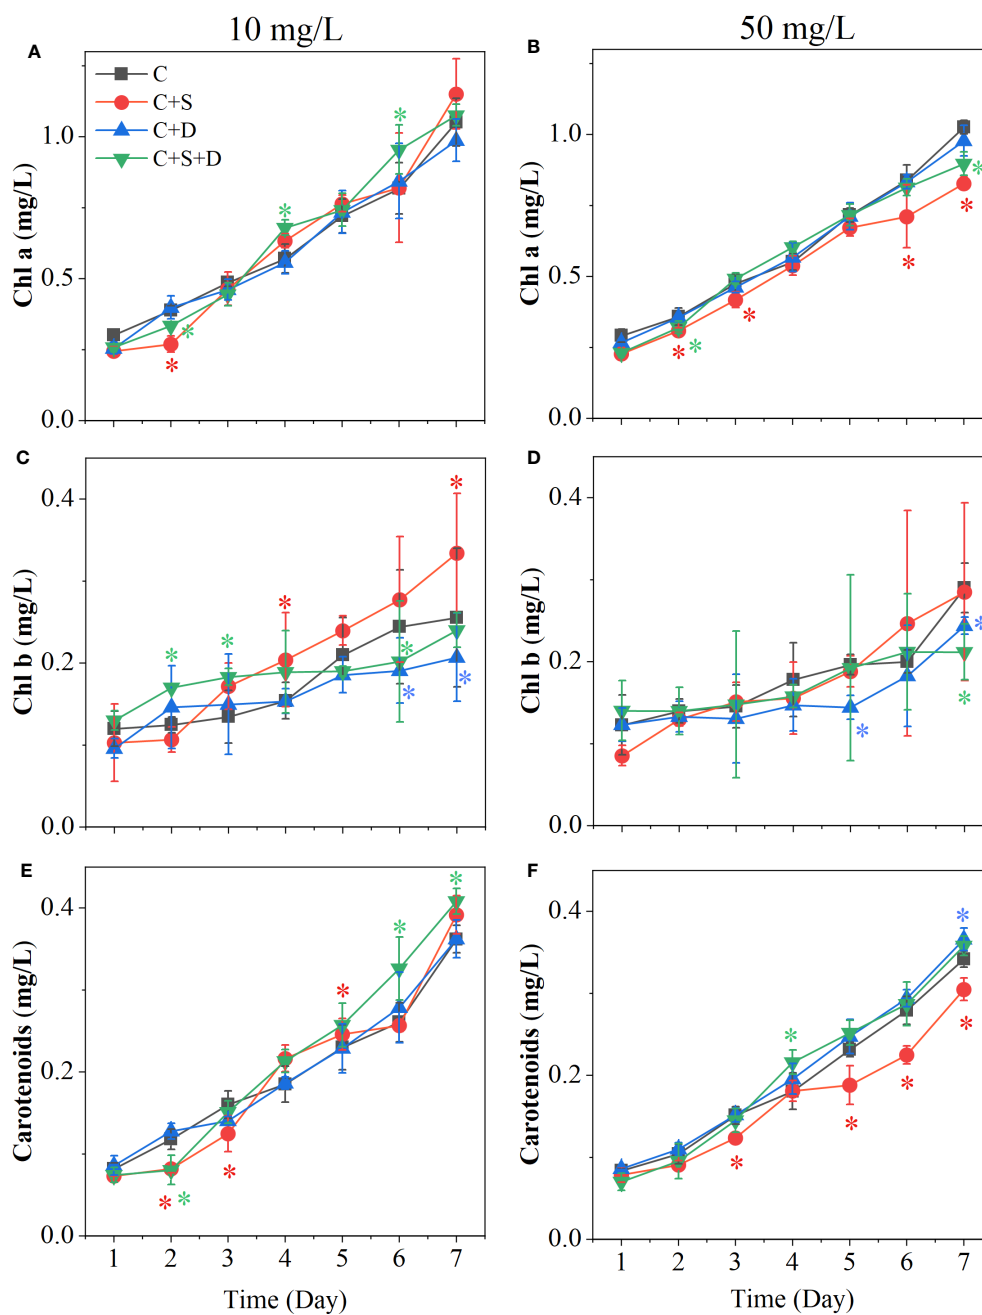 10 mg/L
50 mg/L
A
C
C+S
C+D
C+S+D
*
*
*
*
1.0
0.5
0.0
Chl a (mg/L)
B
*
*
*
*
*
*
1.0
0.5
0.0
Chl a (mg/L)
C
*
*
*
*
*
*
*
0.4
0.2
0.0
Chl b (mg/L)
D
*
*
*
0.4
0.2
0.0
Chl b (mg/L)
E
*
*
*
*
*
*
0.4
0.2
0.0
Carotenoids (mg/L)
1 2 3 4 5 6 7
Time (Day)
F
*
*
*
*
*
*
0.4
0.2
0.0
Carotenoids (mg/L)
1 2 3 4 5 6 7
Time (Day)